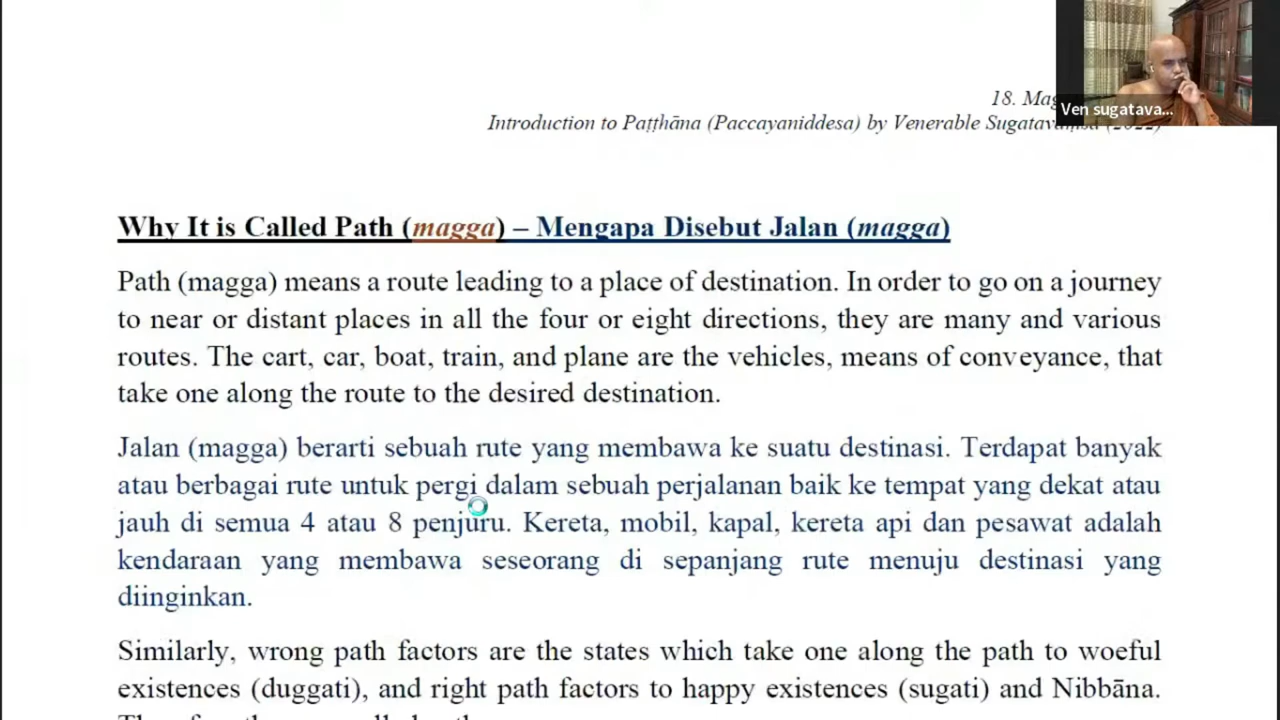 18.
Introduction to Paṭṭhāna (Paccayaniddesa) by Venerable
Ven sugatava...
Why It is Called Path (magga) – Mengapa Disebut Jalan (magga)
Path (magga) means a route leading to a place of destination. In order to go on a journey
to near or distant places in all the four or eight directions, they are many and various
routes. The cart, car, boat, train, and plane are the vehicles, means of conveyance, that
take one along the route to the desired destination.
Jalan (magga) berarti sebuah rute yang membawa ke suatu destinasi. Terdapat banyak
atau berbagai rute untuk pergi dalam sebuah perjalanan baik ke tempat yang dekat atau
jauh di semua 4 atau 8 penjuru. Kereta, mobil, kapal, kereta api dan pesawat adalah
kendaraan yang membawa seseorang di sepanjang rute menuju destinasi yang
diinginkan.
Similarly, wrong path factors are the states which take one along the path to woeful
existences (duggati), and right path factors to happy existences (sugati) and Nibbāna.